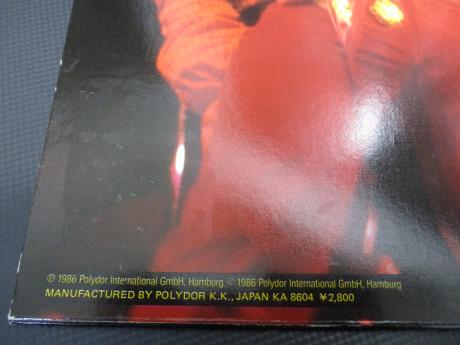 ℗ 1986 Polydor International GmbH, Hamburg © 1986 Polydor International GmbH, Hamburg
MANUFACTURED BY POLYDOR K.K., JAPAN KA 8604 ¥2,800